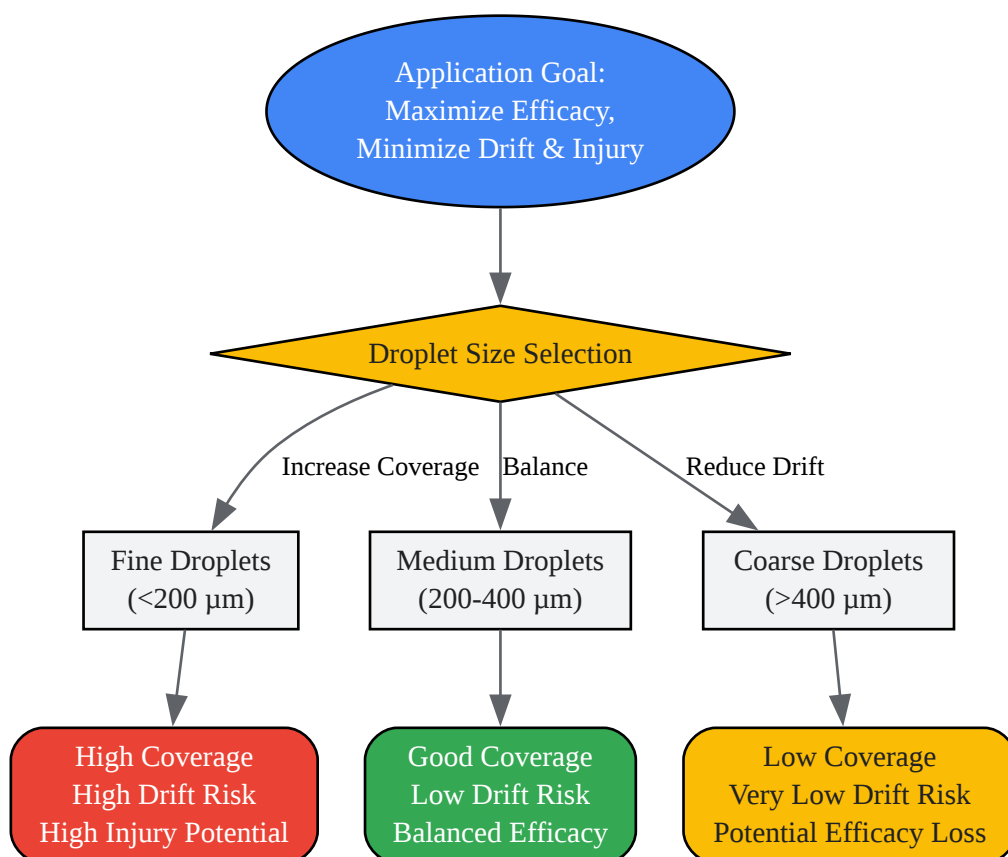 Application Goal:
Maximize Efficacy,
Minimize Drift & Injury
Droplet Size Selection
Increase Coverage
Balance
Reduce Drift
Fine Droplets
(<200 µm)
Medium Droplets
(200-400 µm)
Coarse Droplets
(>400 µm)
High Coverage
High Drift Risk
High Injury Potential
Good Coverage
Low Drift Risk
Balanced Efficacy
Low Coverage
Very Low Drift Risk
Potential Efficacy Loss